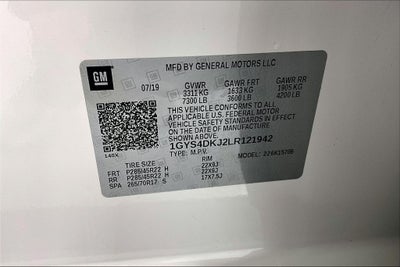 GM
MFD BY GENERAL MOTORS LLC
07/19
GVWR GAWR FRT GAWR RR
3311 KG 1633 KG 1905 KG
7300 LB 3600 LB 4200 LB
THIS VEHICLE CONFORMS TO ALL
APPLICABLE U.S. FEDERAL MOTOR
VEHICLE SAFETY STANDARDS IN EFFECT
ON THE DATE OF MANUFACTURE
SHOWN ABOVE.
1GYS4DKJ2LR121942
TYPE: M.P.V. MODEL:
TIRE SIZE RIM
FRT P285/45R22 H 22X9J
RR P285/45R22 H 22X9J
SPA 265/70R17 S 17X7.5J